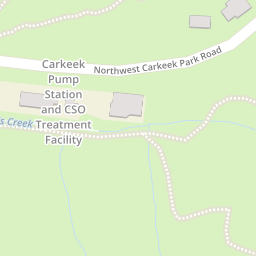 Northwest Carkeek Park Road
Carkeek
Pump
Station
and CSO
Treatment
Facility
Creek